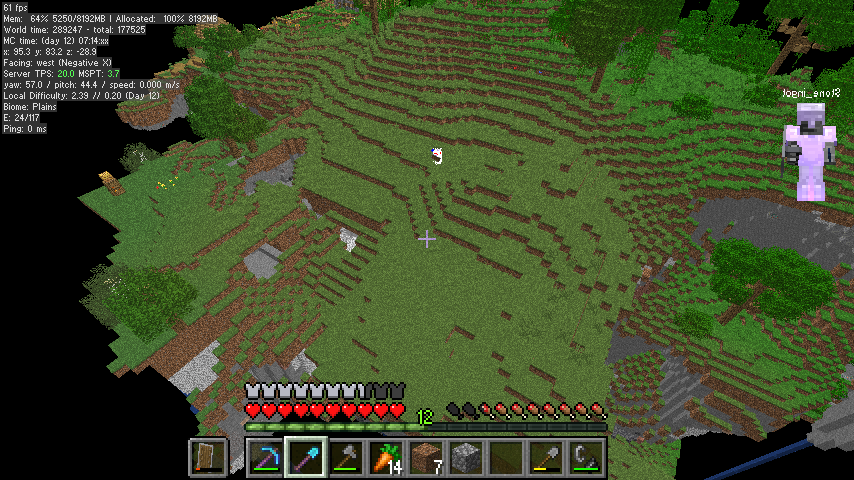 61 fps
Mem: 64% 5250/8192MB | Allocated: 100% 8192MB
World time: 289247 - total: 177525
MC time: (day 12) 07:14:xx
x: 95.3 y: 83.2 z: -28.9
Facing: west (Negative X)
Server TPS: 20.0 MSPT: 3.7
yaw: 57.0 / pitch: 44.4 / speed: 0.000 m/s
Local Difficulty: 2.39 // 0.20 (Day 12)
Biome: Plains
E: 24/117
Ping: 0 ms
12
14
7